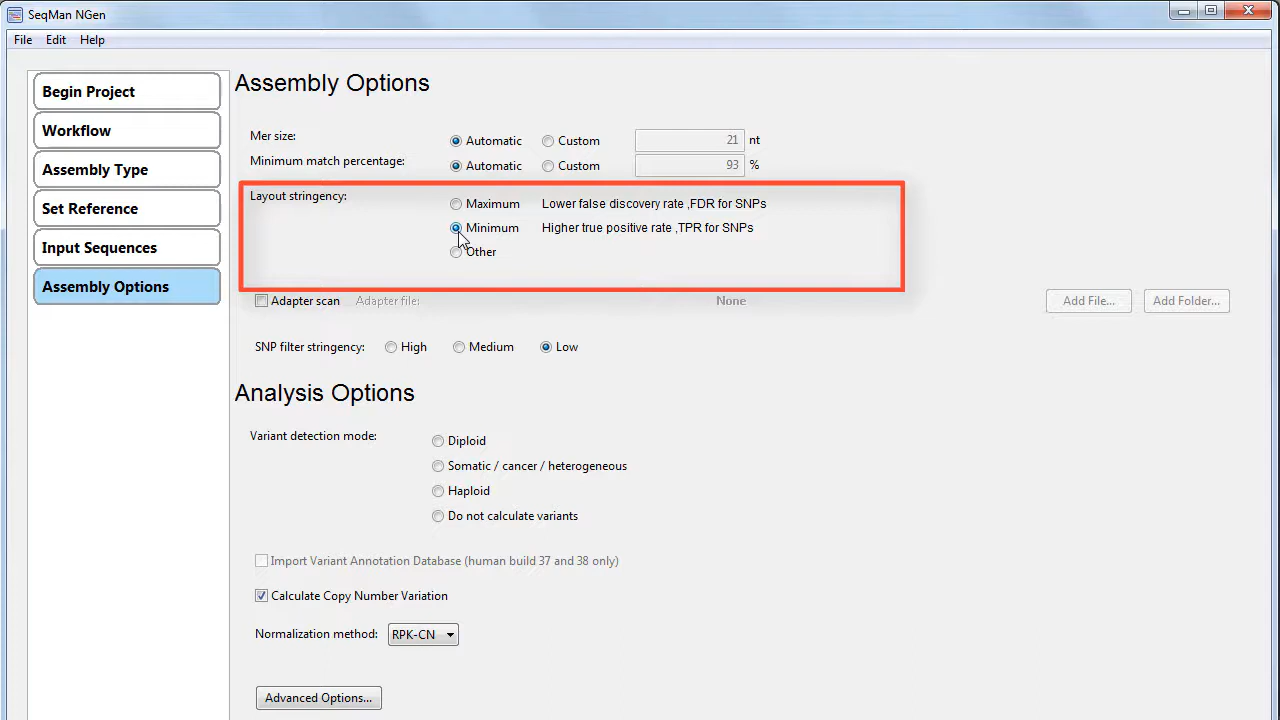 SeqMan NGen
File Edit Help
Begin Project
Workflow
Assembly Type
Set Reference
Input Sequences
Assembly Options
Assembly Options
Mer size: Automatic Custom 21 nt
Minimum match percentage: Automatic Custom 93 %
Layout stringency: Maximum Lower false discovery rate ,FDR for SNPs
Minimum Higher true positive rate ,TPR for SNPs
Other
Adapter scan Adapter file: None Add File... Add Folder...
SNP filter stringency: High Medium Low
Analysis Options
Variant detection mode: Diploid
Somatic / cancer / heterogeneous
Haploid
Do not calculate variants
Import Variant Annotation Database (human build 37 and 38 only)
Calculate Copy Number Variation
Normalization method: RPK-CN
Advanced Options...